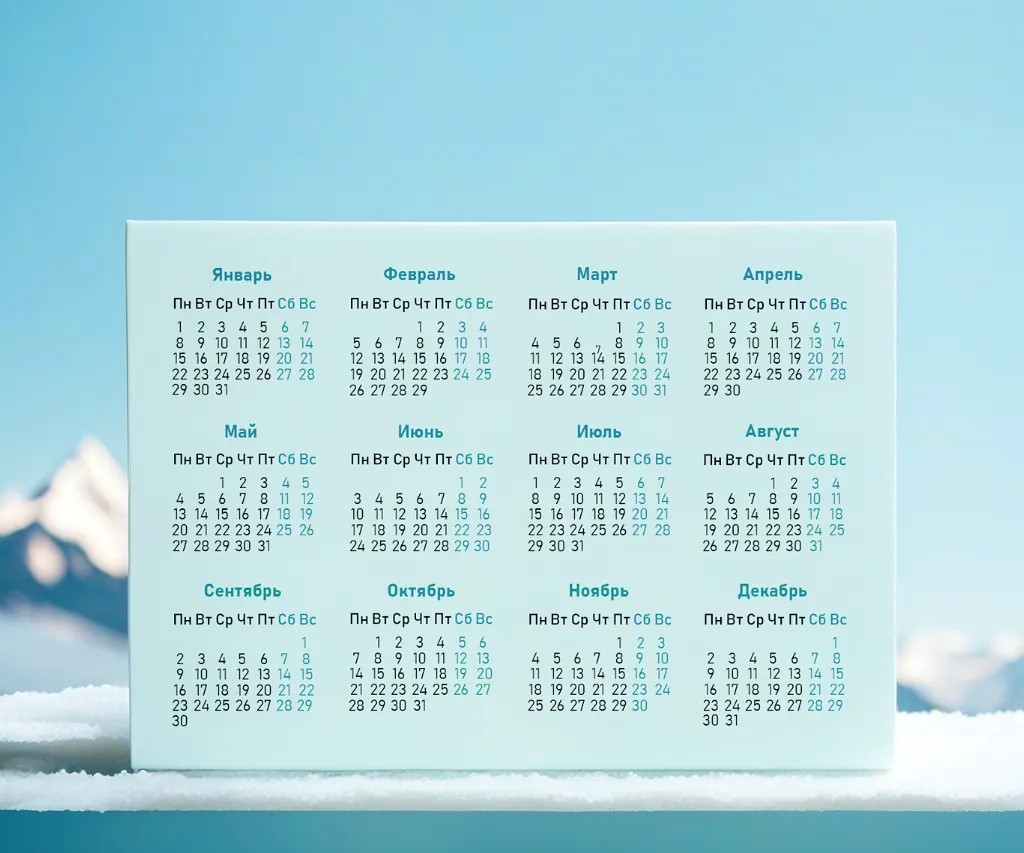 Январь
Пн Вт Ср Чт Пт Сб Вс
1 2 3 4 5 6 7
8 9 10 11 12 13 14
15 16 17 18 19 20 21
22 23 24 25 26 27 28
29 30 31
Февраль
Пн Вт Ср Чт Пт Сб Вс
1 2 3 4
5 6 7 8 9 10 11
12 13 14 15 16 17 18
19 20 21 22 23 24 25
26 27 28 29
Март
Пн Вт Ср Чт Пт Сб Вс
1 2 3
4 5 6 7 8 9 10
11 12 13 14 15 16 17
18 19 20 21 22 23 24
25 26 27 28 29 30 31
Апрель
Пн Вт Ср Чт Пт Сб Вс
1 2 3 4 5 6 7
8 9 10 11 12 13 14
15 16 17 18 19 20 21
22 23 24 25 26 27 28
29 30
Май
Пн Вт Ср Чт Пт Сб Вс
1 2 3 4 5
4 5 6 7 8 11 12
13 14 15 16 17 18 19
20 21 22 23 24 25 26
27 28 29 30 31
Июнь
Пн Вт Ср Чт Пт Сб Вс
1 2
3 4 5 6 7 8 9
10 11 12 13 14 15 16
17 18 19 20 21 22 23
24 25 26 27 28 29 30
Июль
Пн Вт Ср Чт Пт Сб Вс
1 2 3 4 5 6 7
8 9 10 11 12 13 14
15 16 17 18 19 20 21
22 23 24 25 26 27 28
29 30 31
Август
Пн Вт Ср Чт Пт Сб Вс
1 2 3 4
5 6 7 8 9 10 11
12 13 14 15 16 17 18
19 20 21 22 23 24 25
26 27 28 29 30 31
Сентябрь
Пн Вт Ср Чт Пт Сб Вс
1
2 3 4 5 6 7 8
9 10 11 12 13 14 15
16 17 18 19 20 21 22
23 24 25 26 27 28 29
30
Октябрь
Пн Вт Ср Чт Пт Сб Вс
1 2 3 4 5 6
7 8 9 10 11 12 13
14 15 16 17 18 19 20
21 22 23 24 25 26 27
28 29 30 31
Ноябрь
Пн Вт Ср Чт Пт Сб Вс
1 2 3
4 5 6 7 8 9 10
11 12 13 14 15 16 17
18 19 20 21 22 23 24
25 26 27 28 29 30
Декабрь
Пн Вт Ср Чт Пт Сб Вс
1
2 3 4 5 6 7 8
9 10 11 12 13 14 15
16 17 18 19 20 21 22
23 24 25 26 27 28 29
30 31